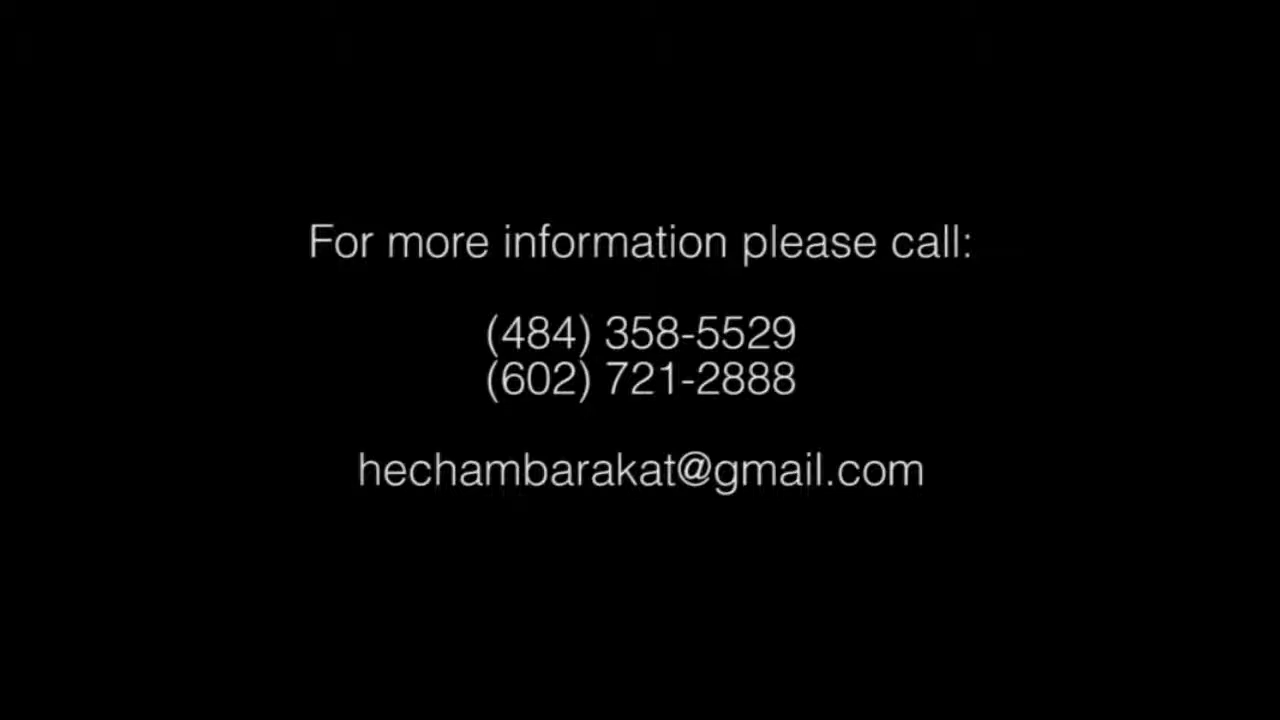 For more information please call:
(484) 358-5529
(602) 721-2888
hechambarakat@gmail.com